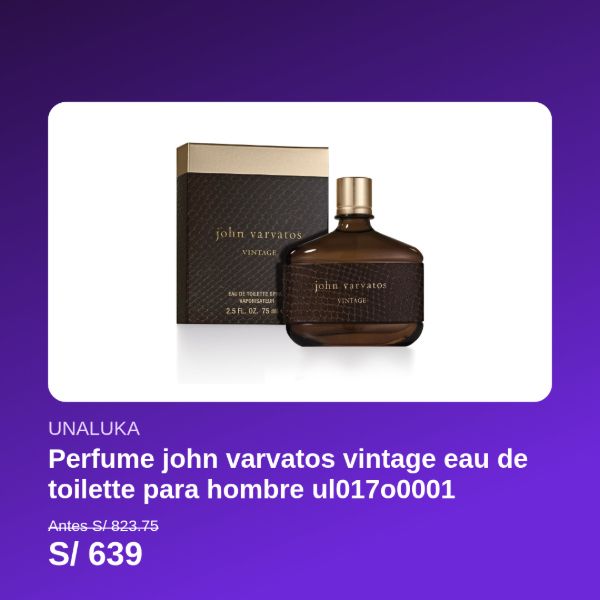 john varvatos
VINTAGE
EAU DE TOILETTE
VAPORISATEUR
2.5 FL. OZ. 75 ml
john varvatos
VINTAGE
UNALUKA
Perfume john varvatos vintage eau de
toilette para hombre ul017o0001
Antes S/ 823.75
S/ 639